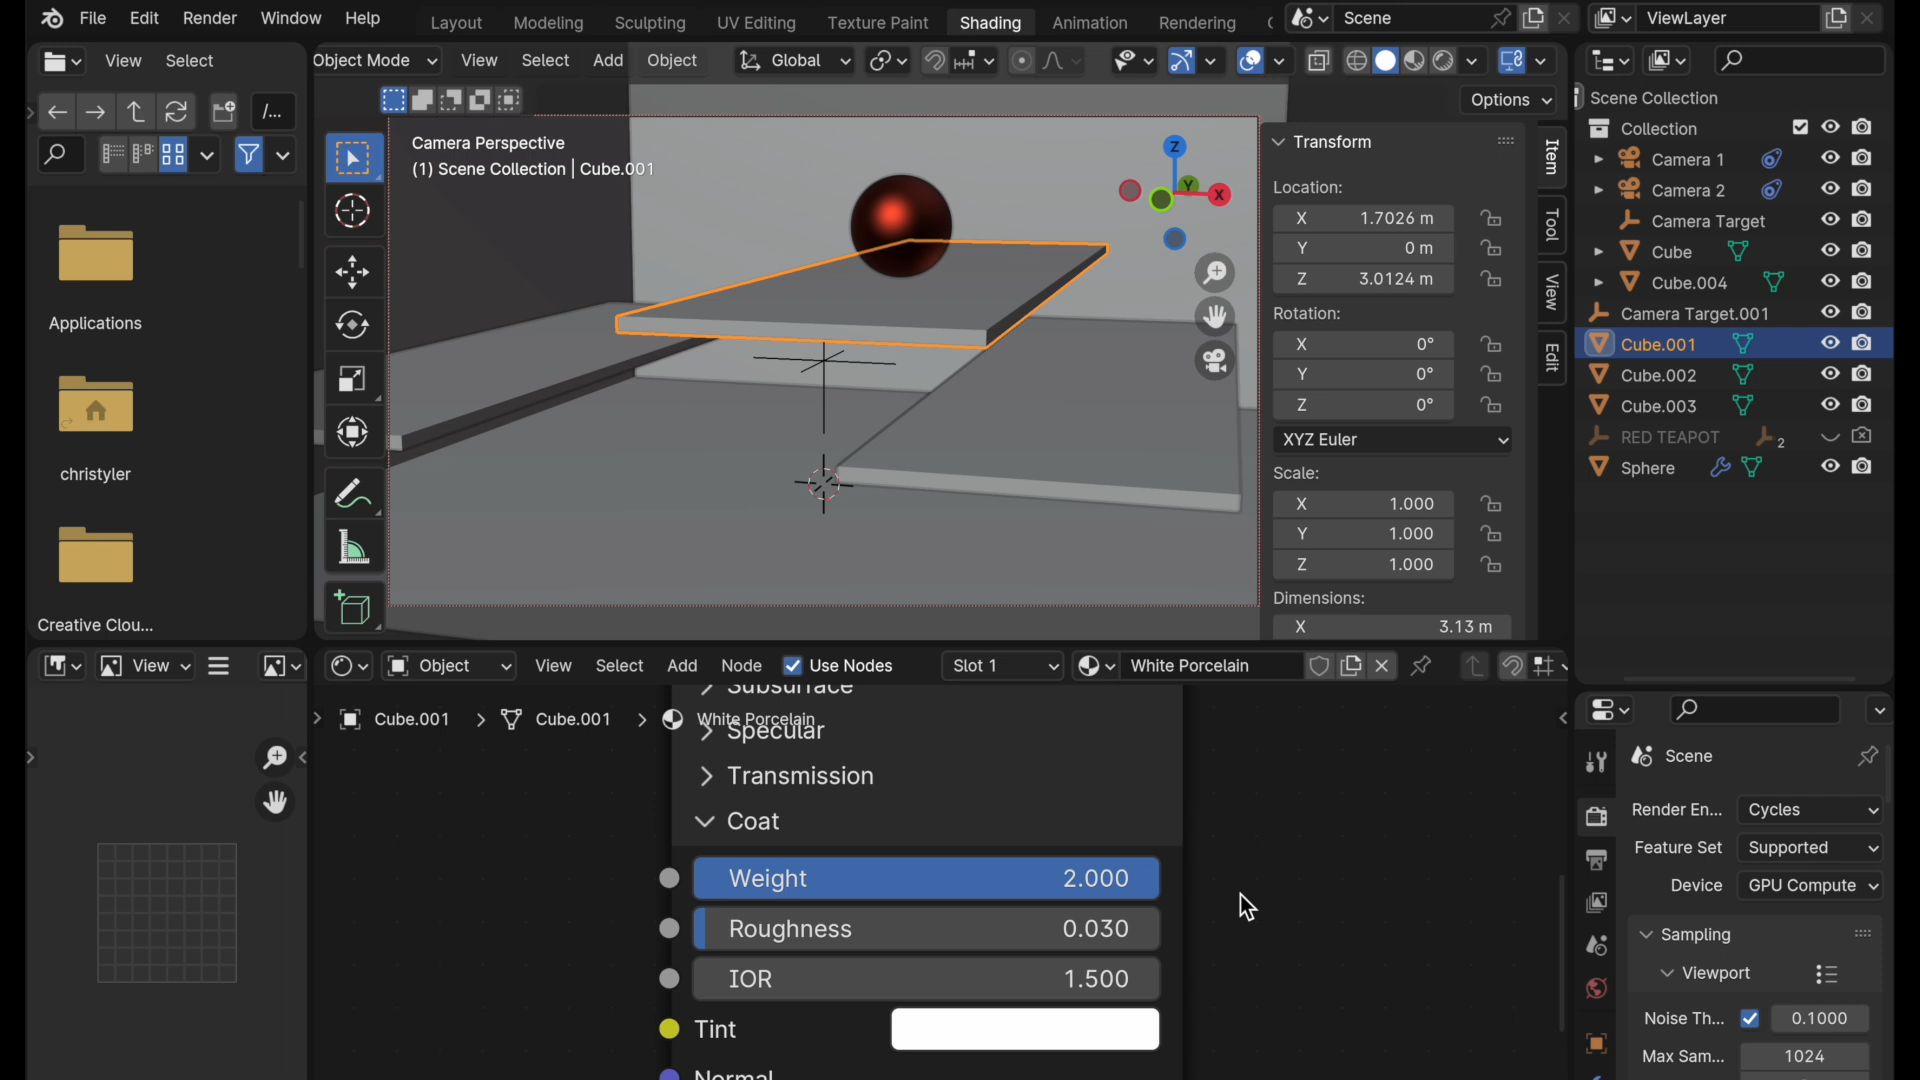 File Edit Render Window Help Layout Modeling Sculpting UV Editing Texture Paint Shading Animation Rendering Scene ViewLayer
View Select
Object Mode View Select Add Object Global
/...
Options
Camera Perspective
(1) Scene Collection | Cube.001
Z
Y
X
Applications
christyler
Creative Clou...
Transform
Location:
X 1.7026 m
Y 0 m
Z 3.0124 m
Rotation:
X 0°
Y 0°
Z 0°
XYZ Euler
Scale:
X 1.000
Y 1.000
Z 1.000
Dimensions:
X 3.13 m
Item
Tool
View
Edit
Scene Collection
Collection
Camera 1
Camera 2
Camera Target
Cube
Cube.004
Camera Target.001
Cube.001
Cube.002
Cube.003
RED TEAPOT 2
Sphere
View
Object View Select Add Node Use Nodes Slot 1 White Porcelain
Cube.001 Cube.001 White Porcelain
Subsurface
Specular
Transmission
Coat
Weight 2.000
Roughness 0.030
IOR 1.500
Tint
Normal
Scene
Render En... Cycles
Feature Set Supported
Device GPU Compute
Sampling
Viewport
Noise Th... 0.1000
Max Sam... 1024